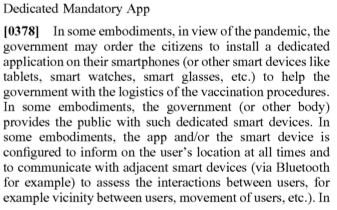 Dedicated Mandatory App
[0378] In some embodiments, in view of the pandemic, the
government may order the citizens to install a dedicated
application on their smartphones (or other smart devices like
tablets, smart watches, smart glasses, etc.) to help the
government with the logistics of the vaccination procedures.
In some embodiments, the government (or other body)
provides the public with such dedicated smart devices. In
some embodiments, the app and/or the smart device is
configured to inform on the user's location at all times and
to communicate with adjacent smart devices (via Bluetooth
for example) to assess the interactions between users, for
example vicinity between users, movement of users, etc.). In